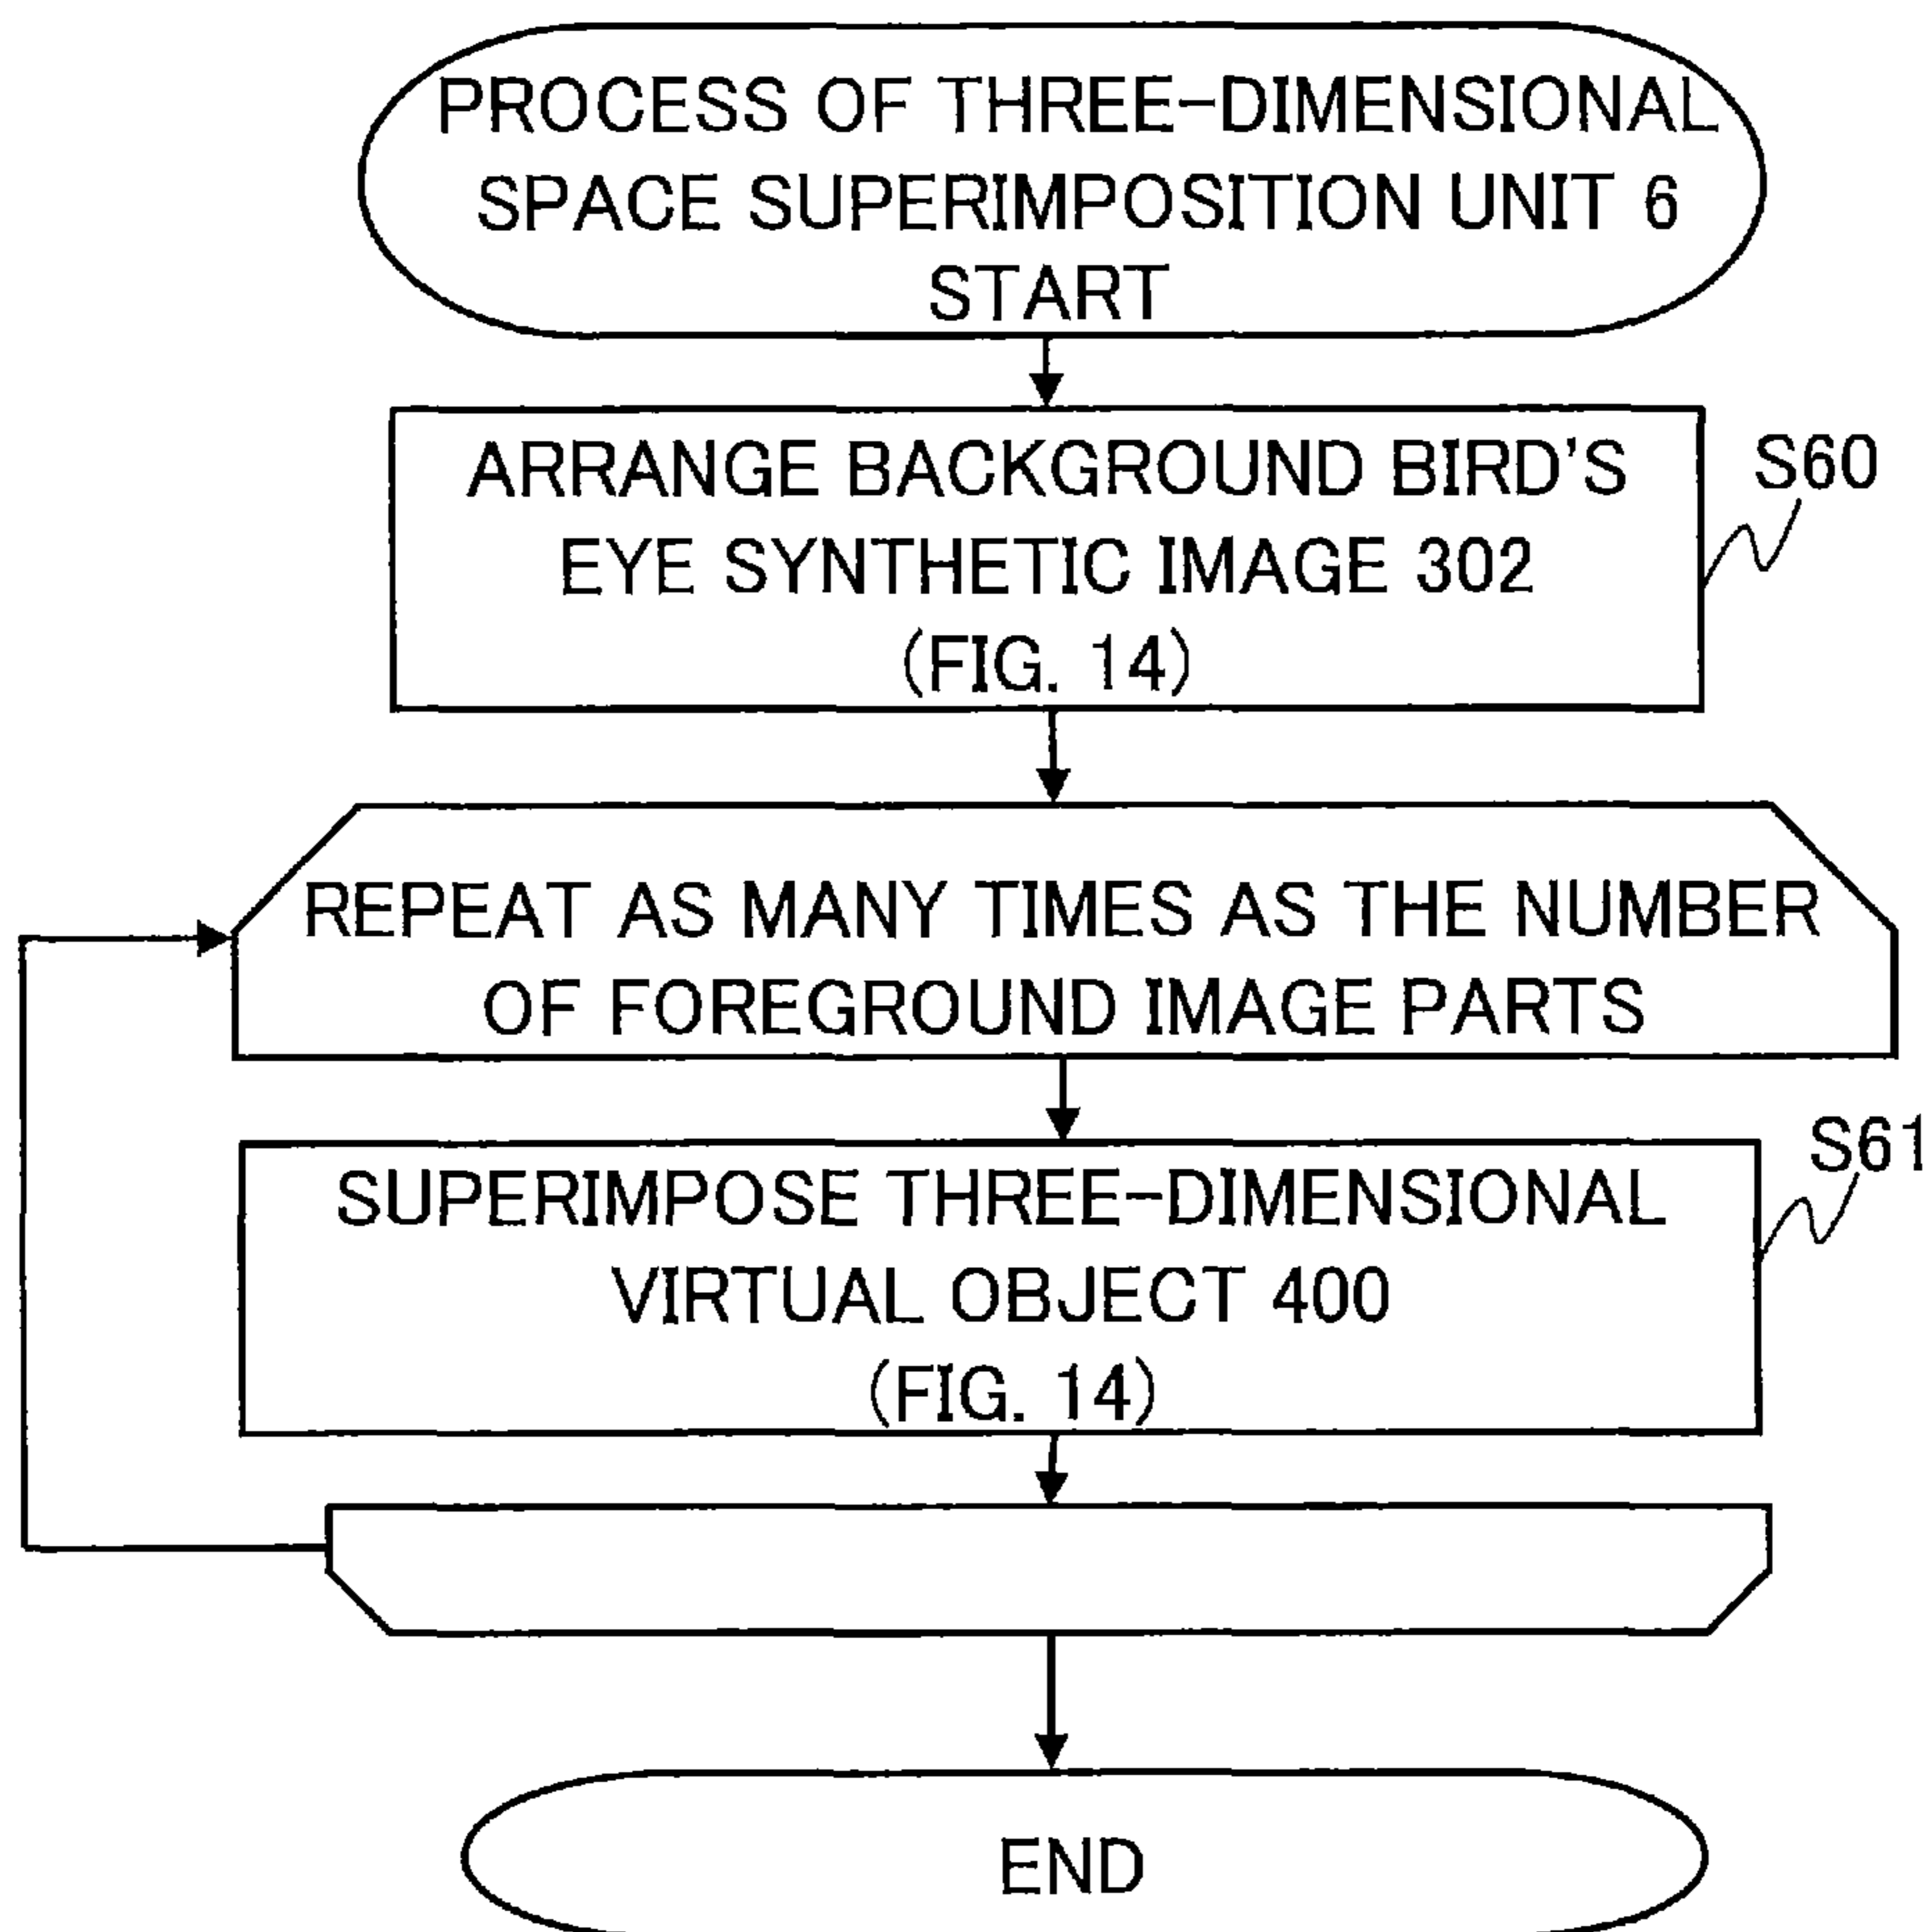 PROCESS OF THREE-DIMENSIONAL
SPACE SUPERIMPOSITION UNIT 6
START
ARRANGE BACKGROUND BIRD'S
EYE SYNTHETIC IMAGE 302
(FIG. 14)
S60
REPEAT AS MANY TIMES AS THE NUMBER
OF FOREGROUND IMAGE PARTS
SUPERIMPOSE THREE-DIMENSIONAL
VIRTUAL OBJECT 400
(FIG. 14)
S61
END